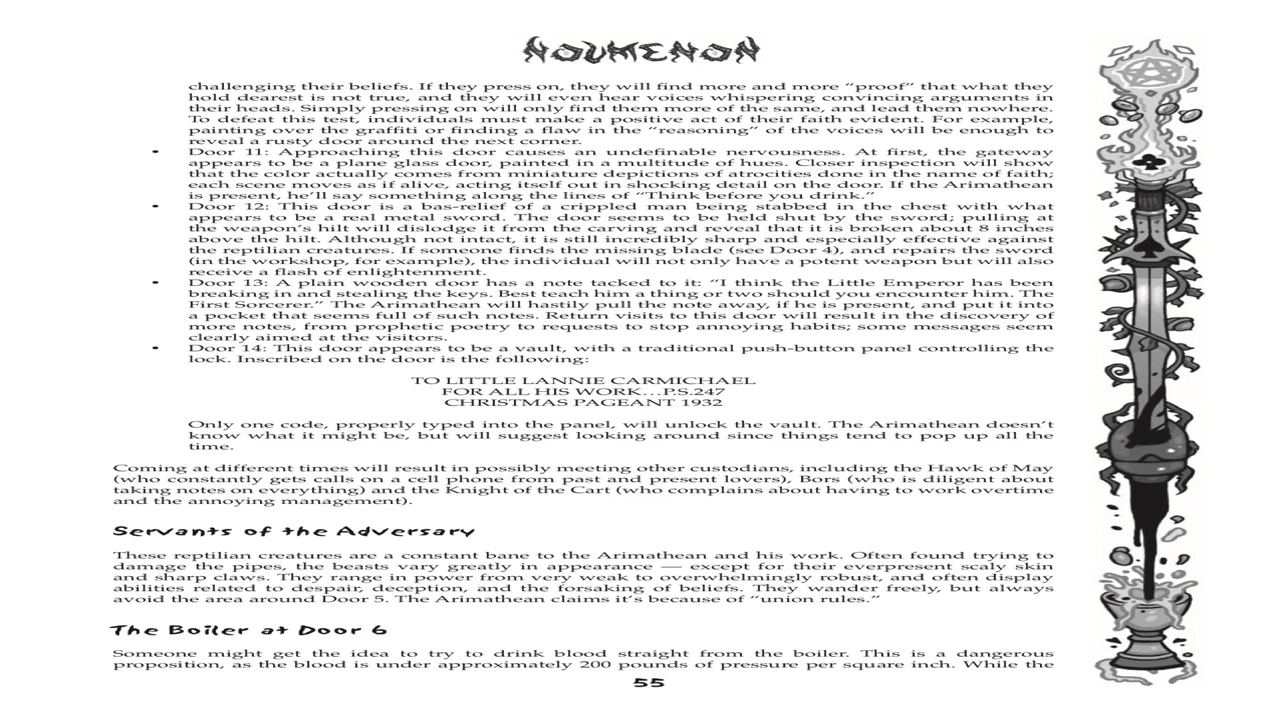 NOUMENON
challenging their beliefs. If they press on, they will find more and more “proof” that what they
hold dearest is not true, and they will even hear voices whispering convincing arguments in
their heads. Simply pressing on will only find them more of the same, and lead them nowhere.
To defeat this test, individuals must make a positive act of their faith evident. For example,
painting over the graffiti or finding a flaw in the “reasoning” of the voices will be enough to
reveal a rusty door around the next corner.
• Door 11: Approaching this door causes an undefinable nervousness. At first, the gateway
appears to be a plane glass door, painted in a multitude of hues. Closer inspection will show
that the color actually comes from miniature depictions of atrocities done in the name of faith;
each scene moves as if alive, acting itself out in shocking detail on the door. If the Arimathean
is present, he’ll say something along the lines of “Think before you drink.”
• Door 12: This door is a bas-relief of a crippled man being stabbed in the chest with what
appears to be a real metal sword. The door seems to be held shut by the sword; pulling at
the weapon’s hilt will dislodge it from the carving and reveal that it is broken about 8 inches
above the hilt. Although not intact, it is still incredibly sharp and especially effective against
the reptilian creatures. If someone finds the missing blade (see Door 4), and repairs the sword
(in the workshop, for example), the individual will not only have a potent weapon but will also
receive a flash of enlightenment.
• Door 13: A plain wooden door has a note tacked to it: “I think the Little Emperor has been
breaking in and stealing the keys. Best teach him a thing or two should you encounter him. The
First Sorcerer.” The Arimathean will hastily pull the note away, if he is present, and put it into
a pocket that seems full of such notes. Return visits to this door will result in the discovery of
more notes, from prophetic poetry to requests to stop annoying habits; some messages seem
clearly aimed at the visitors.
• Door 14: This door appears to be a vault, with a traditional push-button panel controlling the
lock. Inscribed on the door is the following:
TO LITTLE LANNIE CARMICHAEL
FOR ALL HIS WORK…P.S.247
CHRISTMAS PAGEANT 1932
Only one code, properly typed into the panel, will unlock the vault. The Arimathean doesn’t
know what it might be, but will suggest looking around since things tend to pop up all the
time.
Coming at different times will result in possibly meeting other custodians, including the Hawk of May
(who constantly gets calls on a cell phone from past and present lovers), Bors (who is diligent about
taking notes on everything) and the Knight of the Cart (who complains about having to work overtime
and the annoying management).
Servants of the Adversary
These reptilian creatures are a constant bane to the Arimathean and his work. Often found trying to
damage the pipes, the beasts vary greatly in appearance — except for their everpresent scaly skin
and sharp claws. They range in power from very weak to overwhelmingly robust, and often display
abilities related to despair, deception, and the forsaking of beliefs. They wander freely, but always
avoid the area around Door 5. The Arimathean claims it’s because of “union rules.”
The Boiler at Door 6
Someone might get the idea to try to drink blood straight from the boiler. This is a dangerous
proposition, as the blood is under approximately 200 pounds of pressure per square inch. While the
55